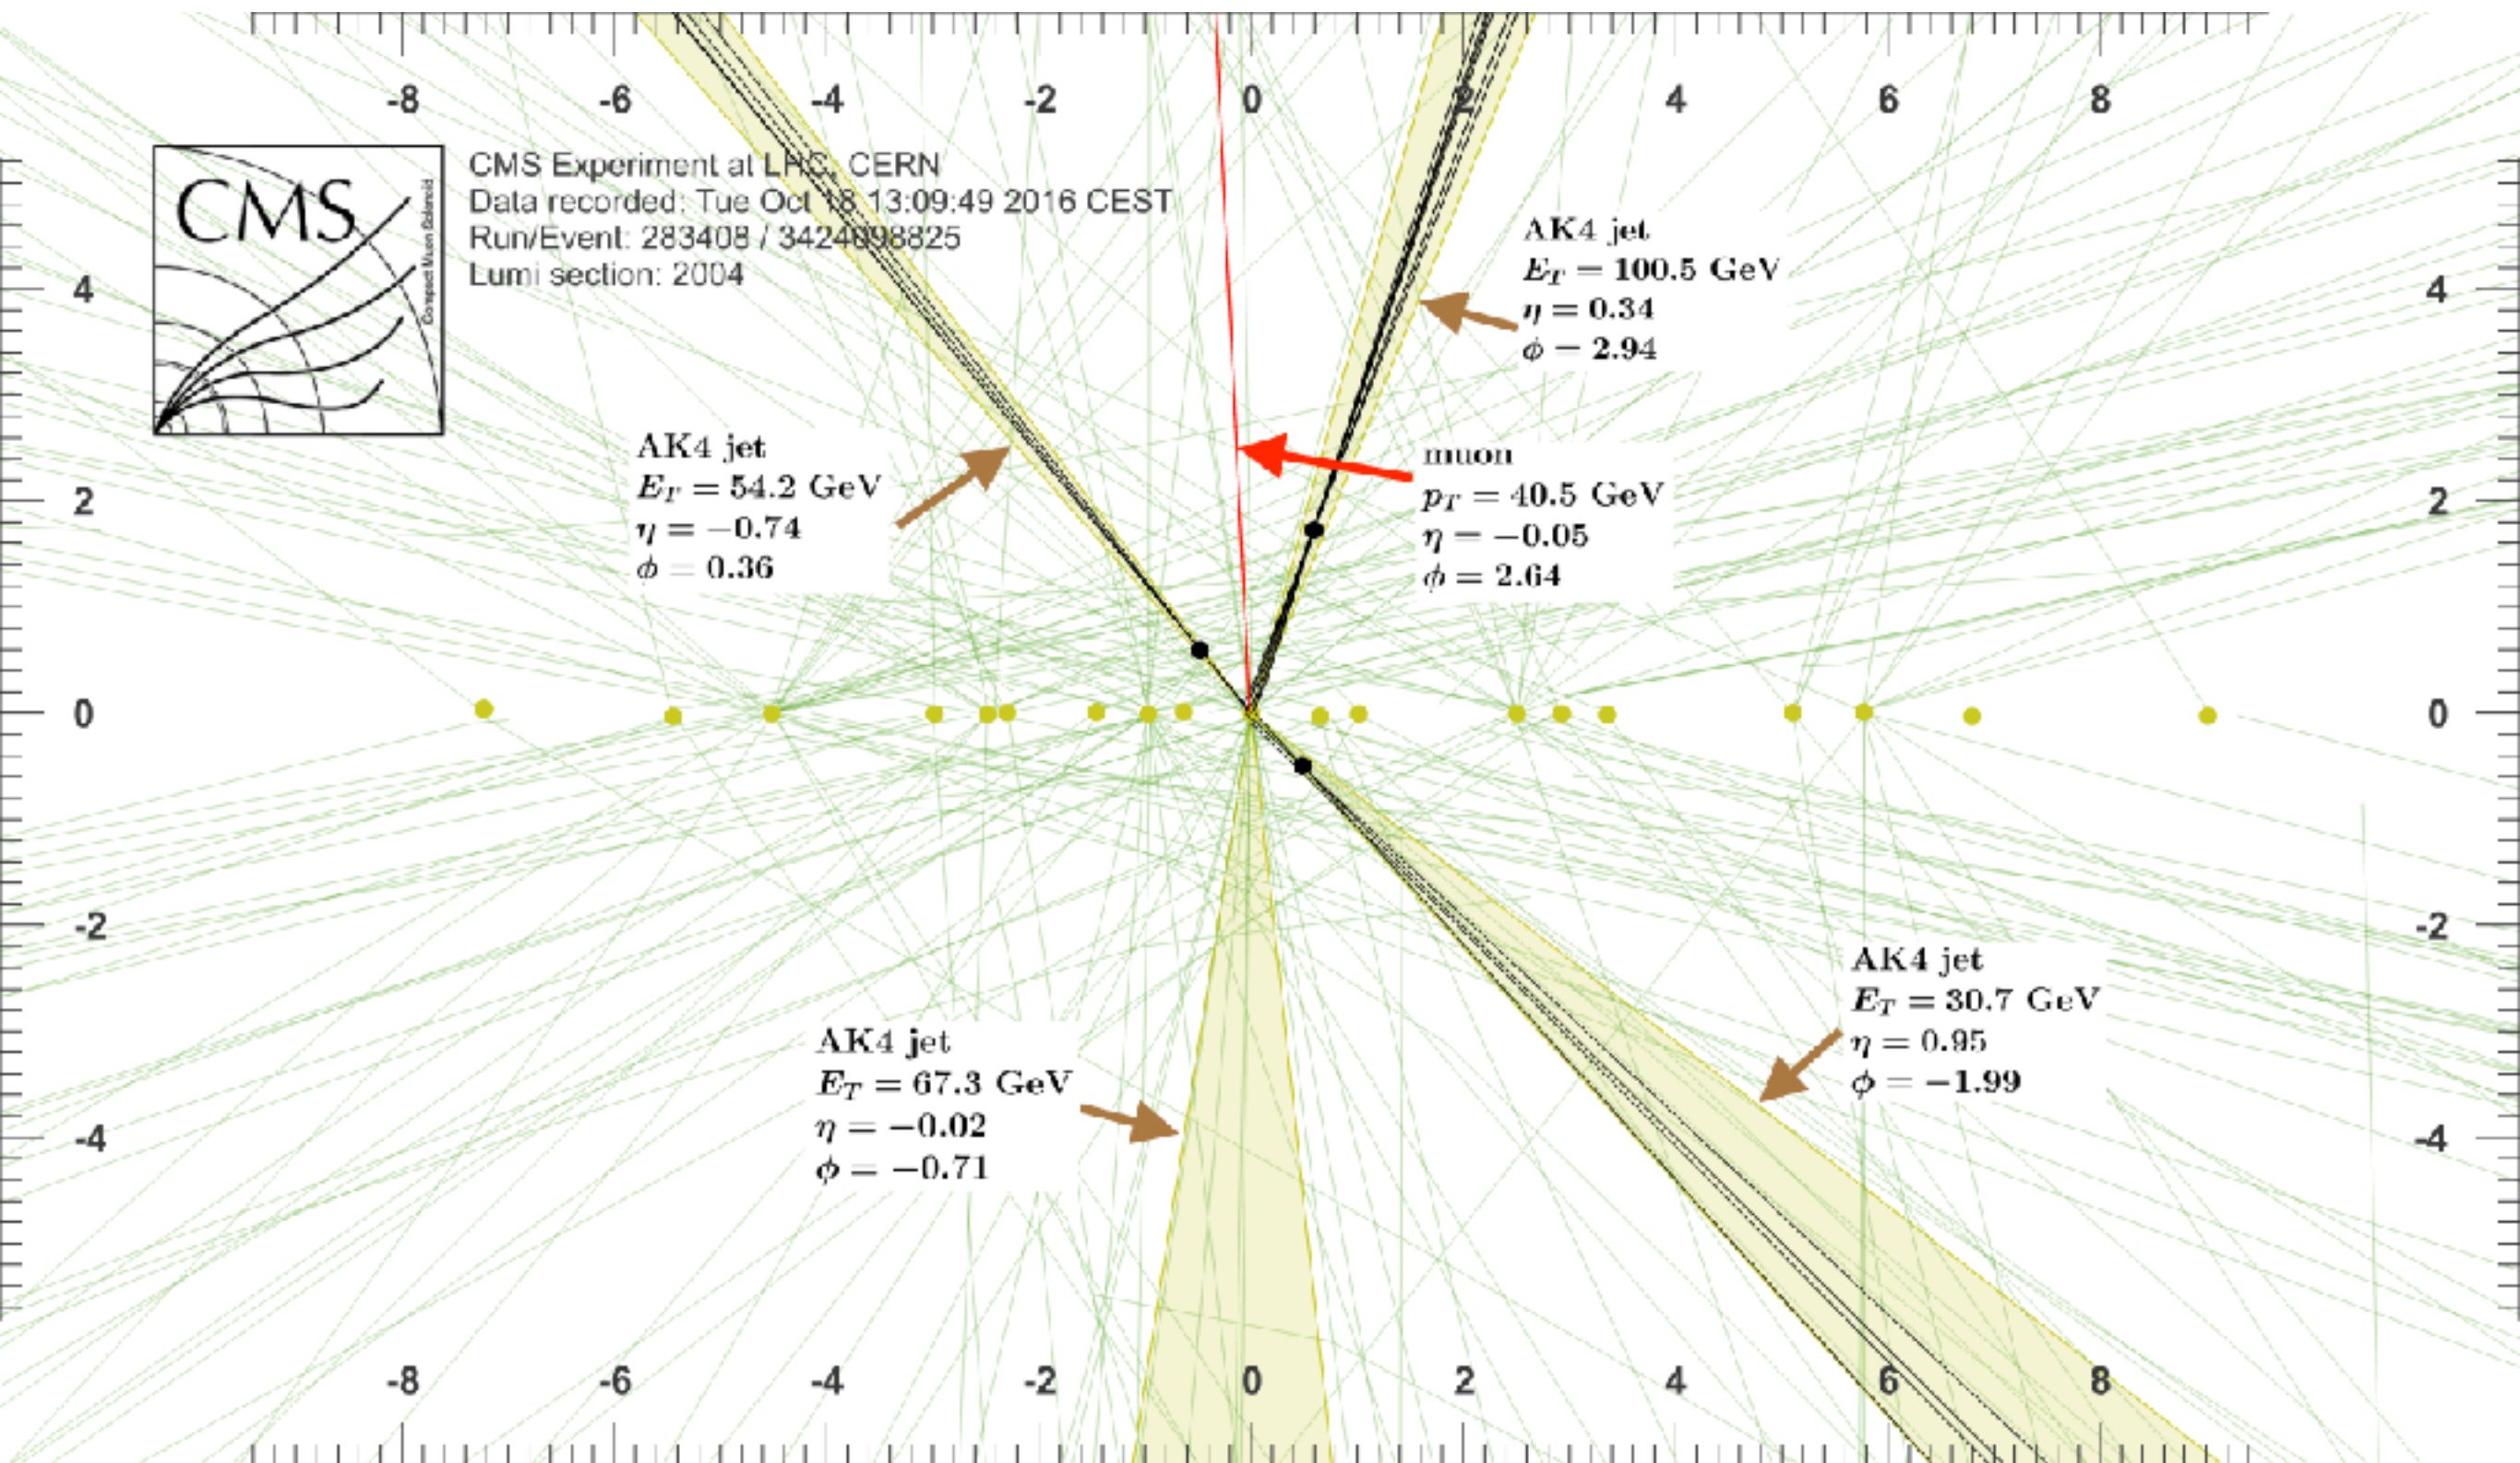 -8 -6 -4 -2 0 2 4 6 8
CMS
Compact Muon Solenoid
CMS Experiment at LHC, CERN
Data recorded: Tue Oct 18 13:09:49 2016 CEST
Run/Event: 283408 / 3424098825
Lumi section: 2004
AK4 jet
E_T = 100.5 GeV
η = 0.34
ϕ = 2.94
4 4
AK4 jet
E_T = 54.2 GeV
η = −0.74
ϕ = 0.36
muon
p_T = 40.5 GeV
η = −0.05
ϕ = 2.64
2 2
0 0
-2 -2
AK4 jet
E_T = 30.7 GeV
η = 0.95
ϕ = −1.99
AK4 jet
E_T = 67.3 GeV
η = −0.02
ϕ = −0.71
-4 -4
-8 -6 -4 -2 0 2 4 6 8